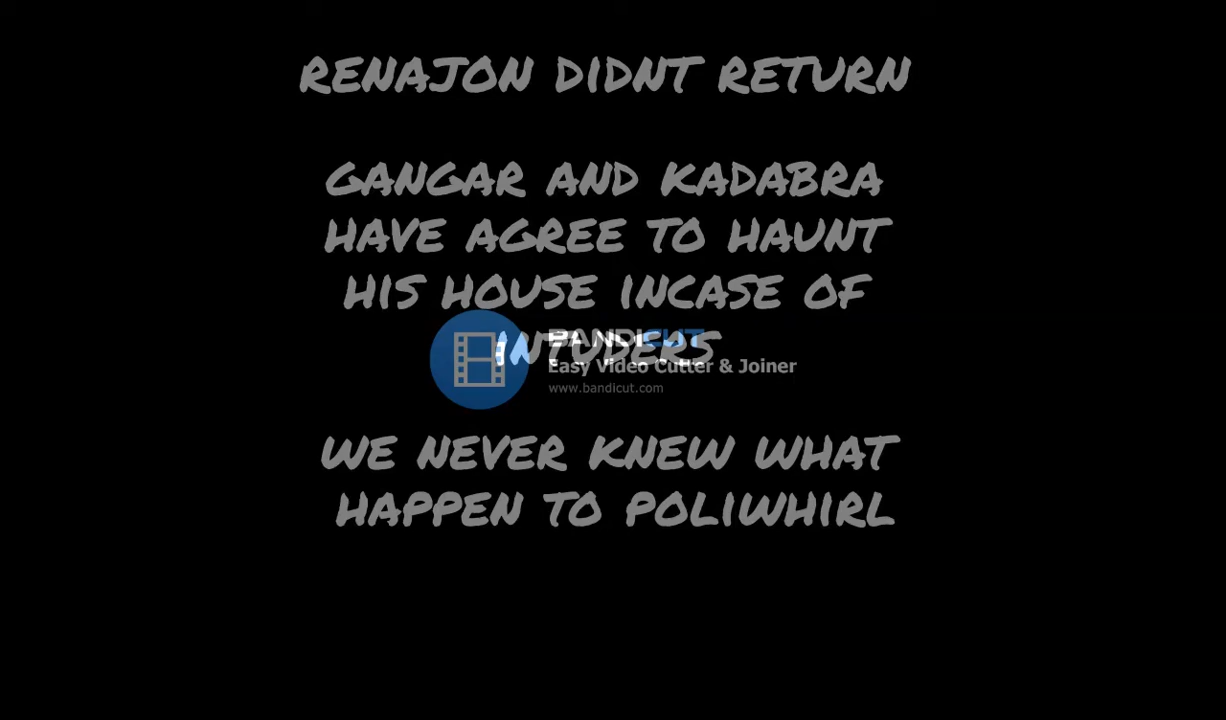 RENAJON DIDNT RETURN
GANGAR AND KADABRA
HAVE AGREE TO HAUNT
HIS HOUSE INCASE OF
INTUDERS
BANDICUT
Easy Video Cutter & Joiner
www.bandicut.com
WE NEVER KNEW WHAT
HAPPEN TO POLIWHIRL